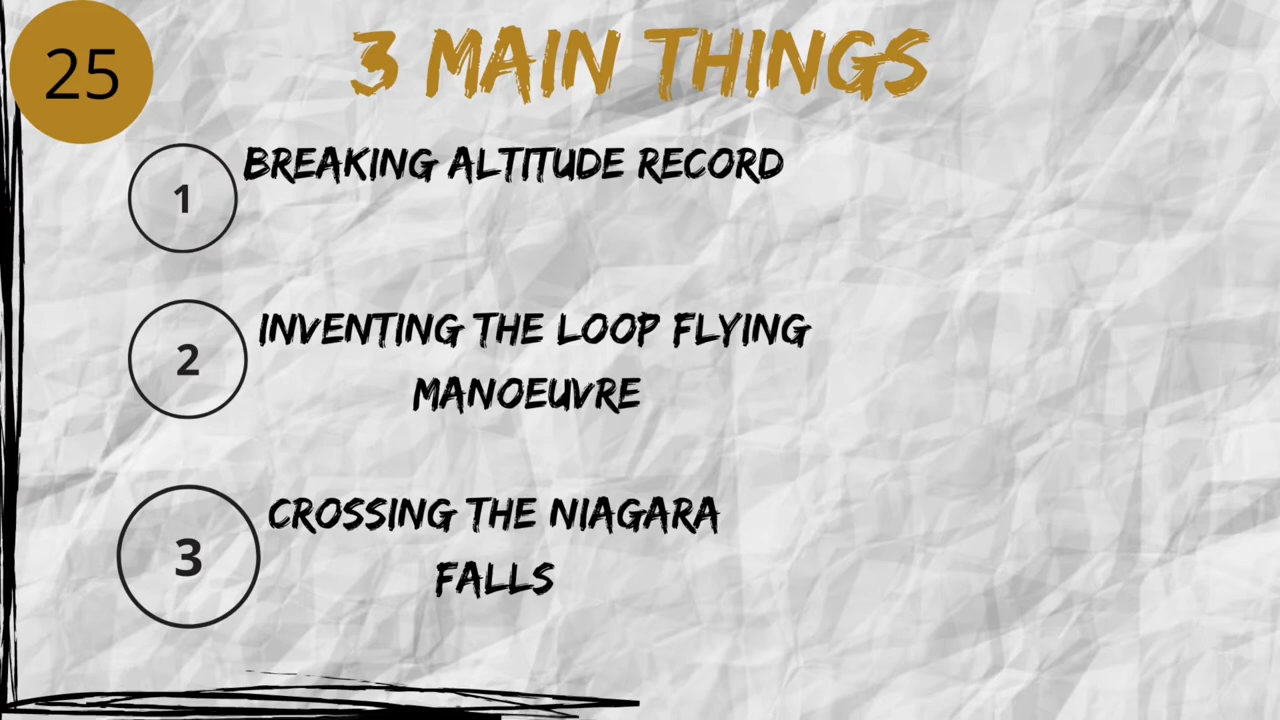 25
3 MAIN THINGS
1
BREAKING ALTITUDE RECORD
2
INVENTING THE LOOP FLYING
MANOEUVRE
3
CROSSING THE NIAGARA
FALLS